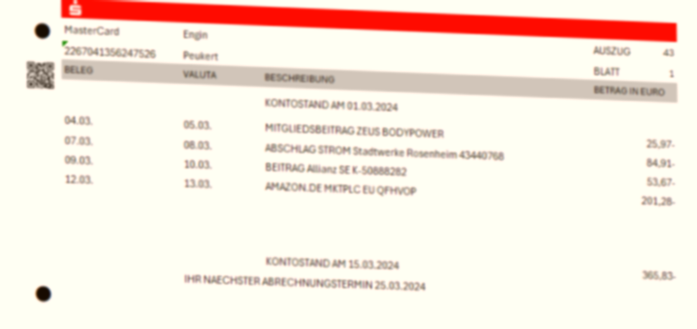 MasterCard Engin AUSZUG 43
2267041356247526 Peukert BLATT 1
BELEG VALUTA BESCHREIBUNG BETRAG IN EURO
KONTOSTAND AM 01.03.2024
04.03. 05.03. MITGLIEDSBEITRAG ZEUS BODYPOWER 25,97-
07.03. 08.03. ABSCHLAG STROM Stadtwerke Rosenheim 43440768 84,91-
09.03. 10.03. BEITRAG Allianz SE K-50888282 53,67-
12.03. 13.03. AMAZON.DE MKTPLC EU QFHVOP 201,28-
KONTOSTAND AM 15.03.2024 365,83-
IHR NAECHSTER ABRECHNUNGSTERMIN 25.03.2024